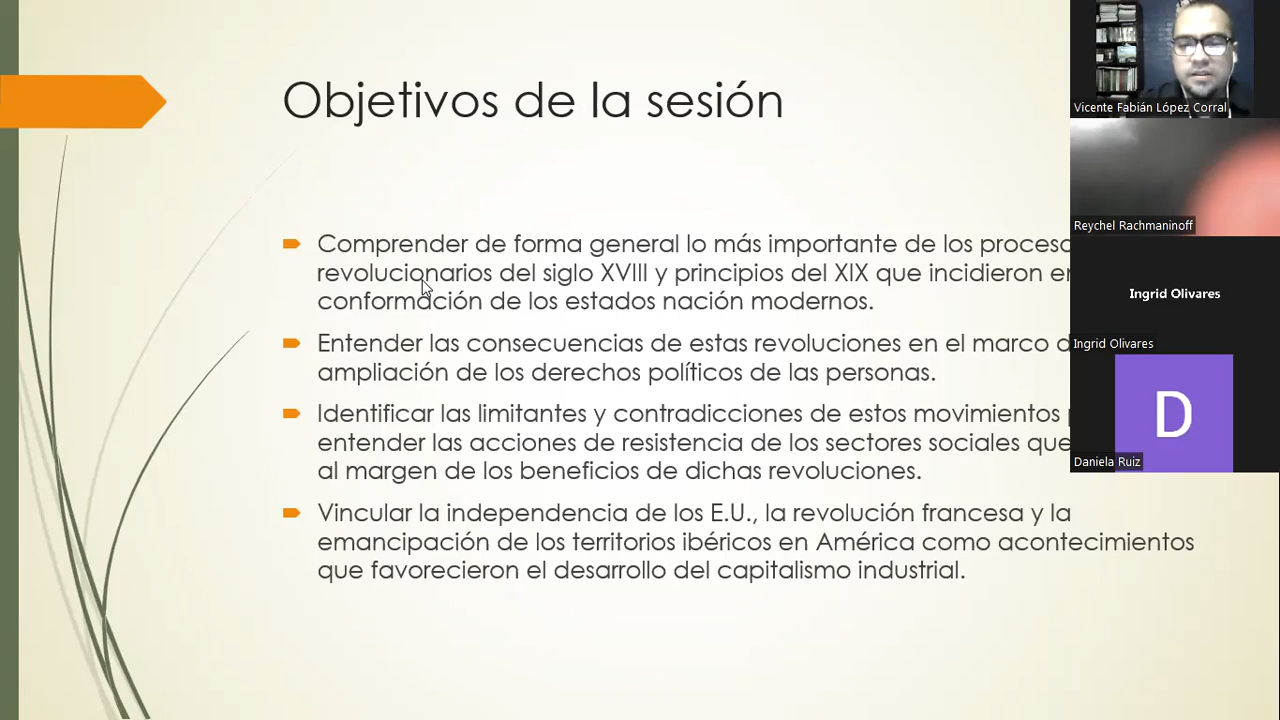 Objetivos de la sesión
Comprender de forma general lo más importante de los
revolucionarios del siglo XVIII y principios del XIX que incidieron
conformación de los estados nación modernos.
Entender las consecuencias de estas revoluciones en el marco
ampliación de los derechos políticos de las personas.
Identificar las limitantes y contradicciones de estos movimientos
entender las acciones de resistencia de los sectores sociales que
al margen de los beneficios de dichas revoluciones.
Vincular la independencia de los E.U., la revolución francesa y la
emancipación de los territorios ibéricos en América como acontecimientos
que favorecieron el desarrollo del capitalismo industrial.
Vicente Fabián López Corral
Reychel Rachmaninoff
Ingrid Olivares
Ingrid Olivares
D
Daniela Ruiz